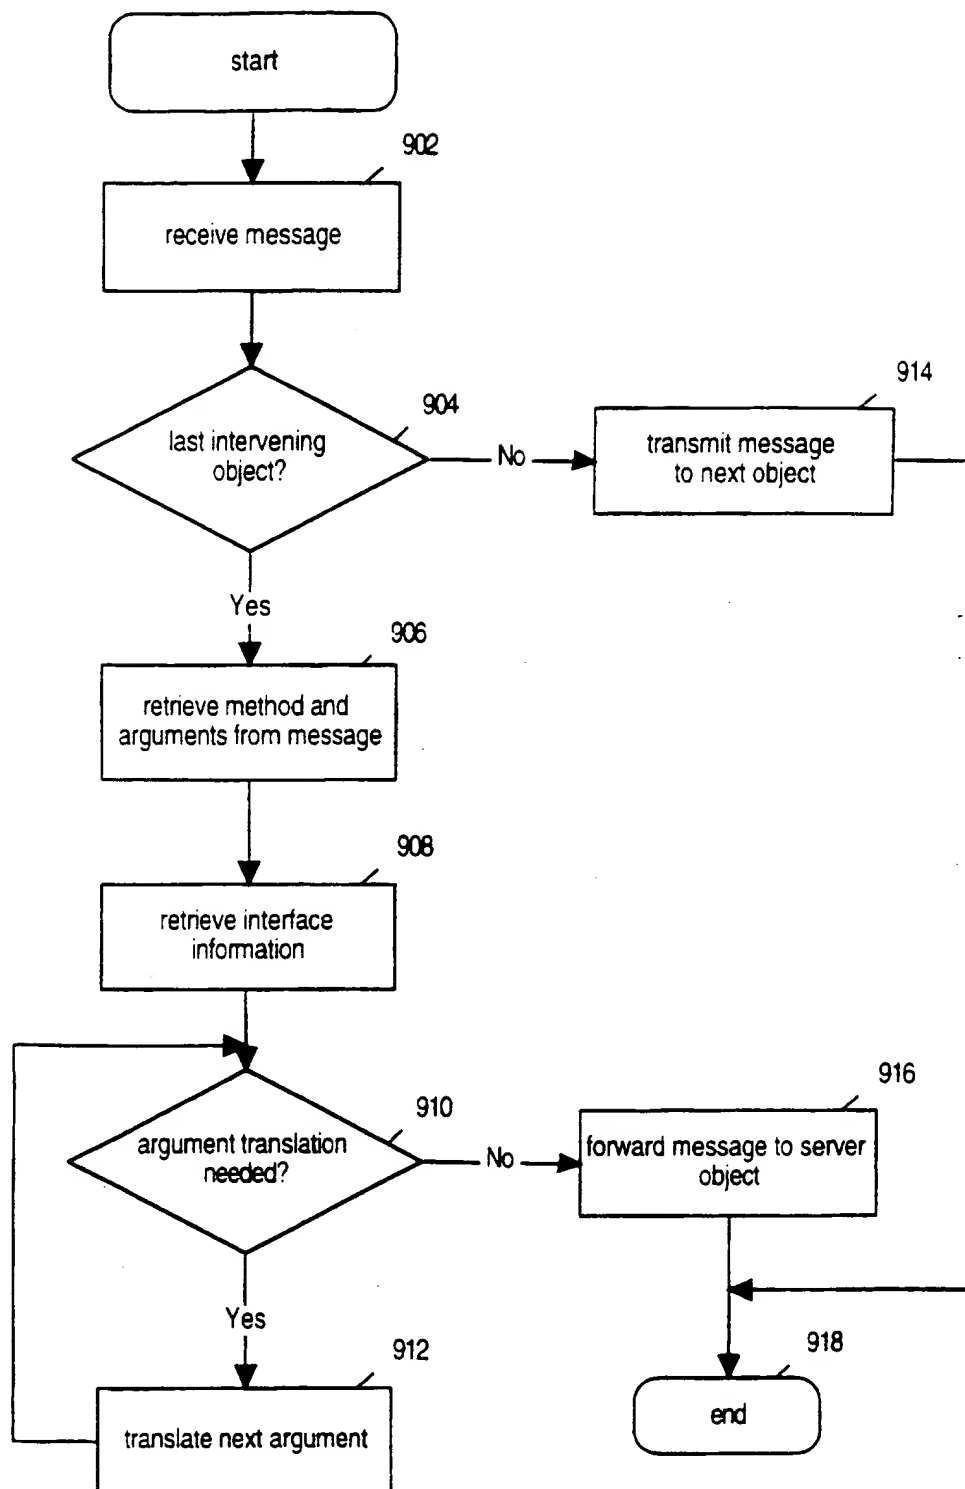 start
902
receive message
904
last intervening
object?
No
914
transmit message
to next object
Yes
906
retrieve method and
arguments from message
908
retrieve interface
information
910
argument translation
needed?
No
916
forward message to server
object
Yes
912
translate next argument
918
end